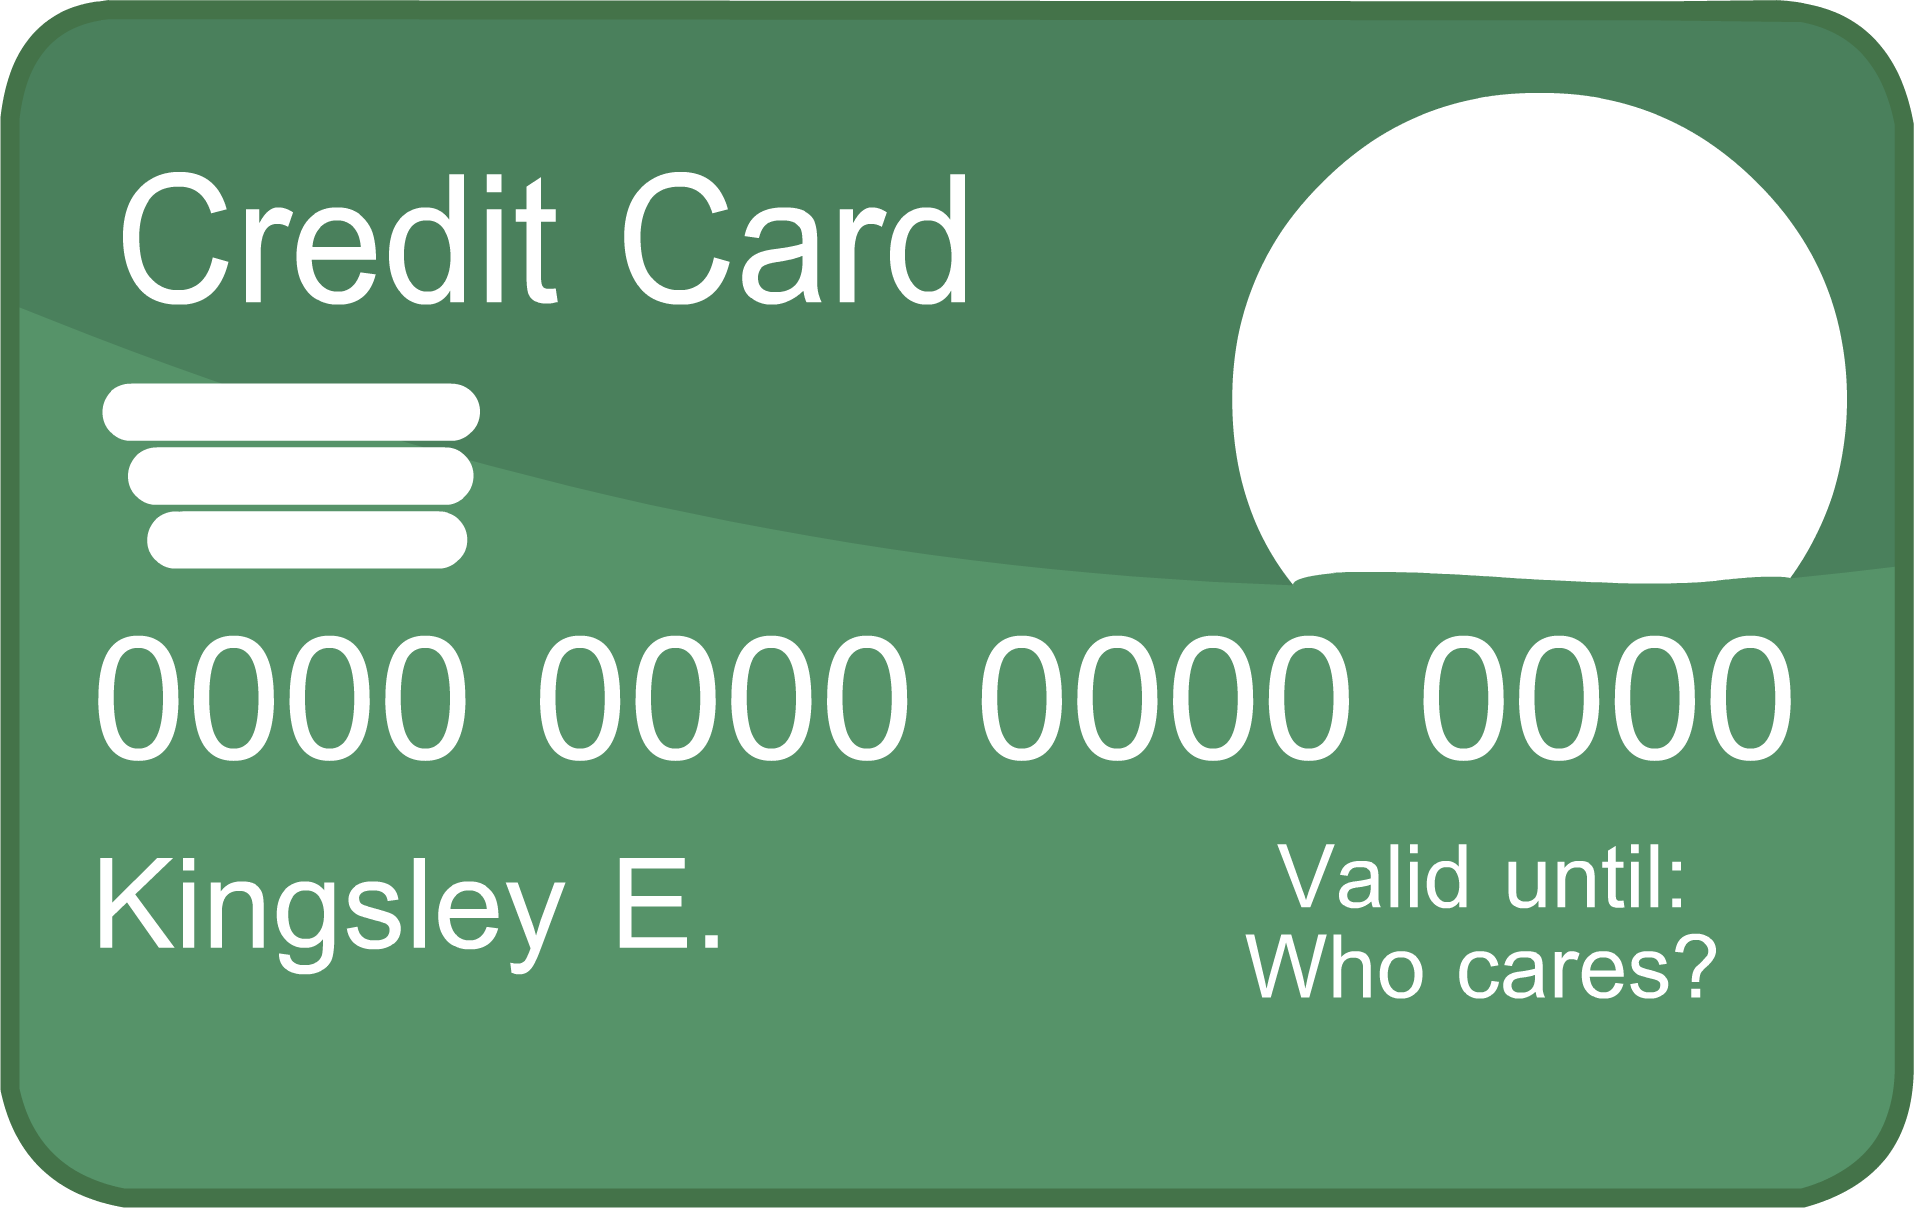 Credit Card
0000 0000 0000 0000
Kingsley E.
Valid until:
Who cares?